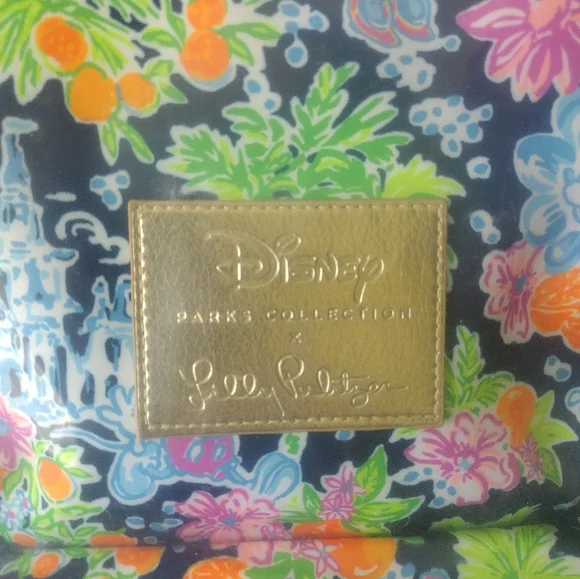 Disney
PARKS COLLECTION
×
Lilly Pulitzer